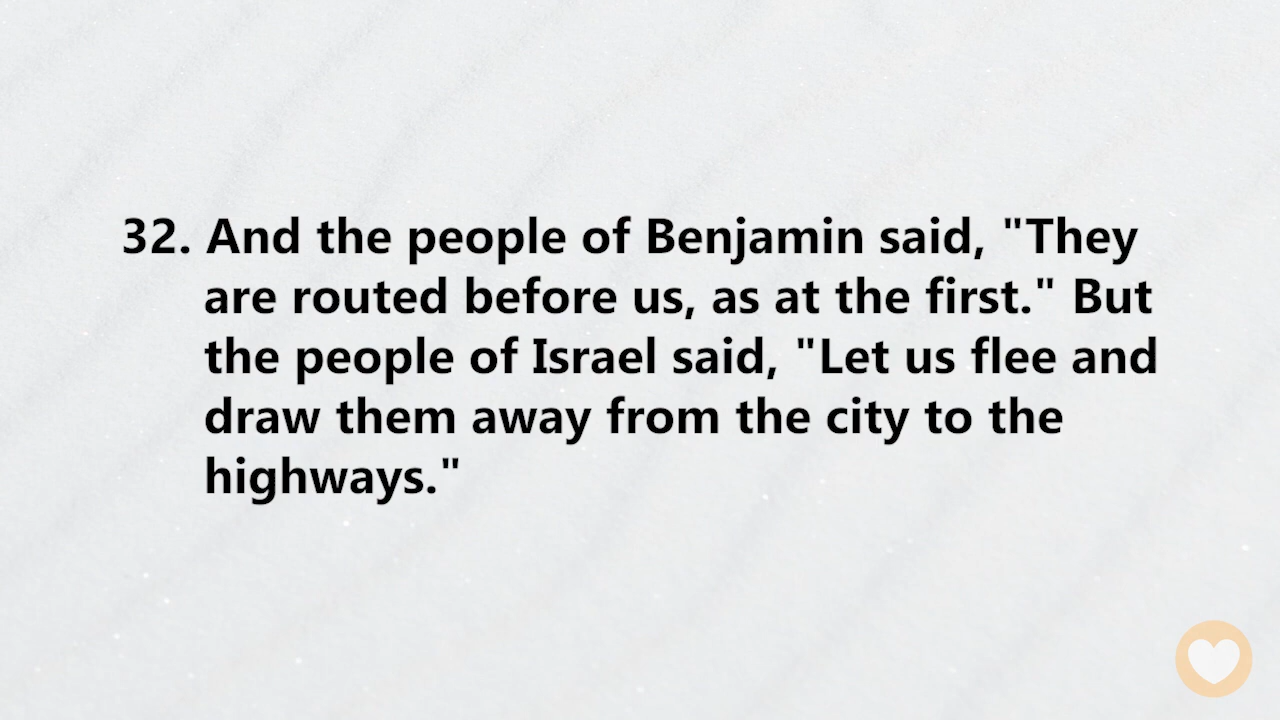 32. And the people of Benjamin said, "They
are routed before us, as at the first." But
the people of Israel said, "Let us flee and
draw them away from the city to the
highways."